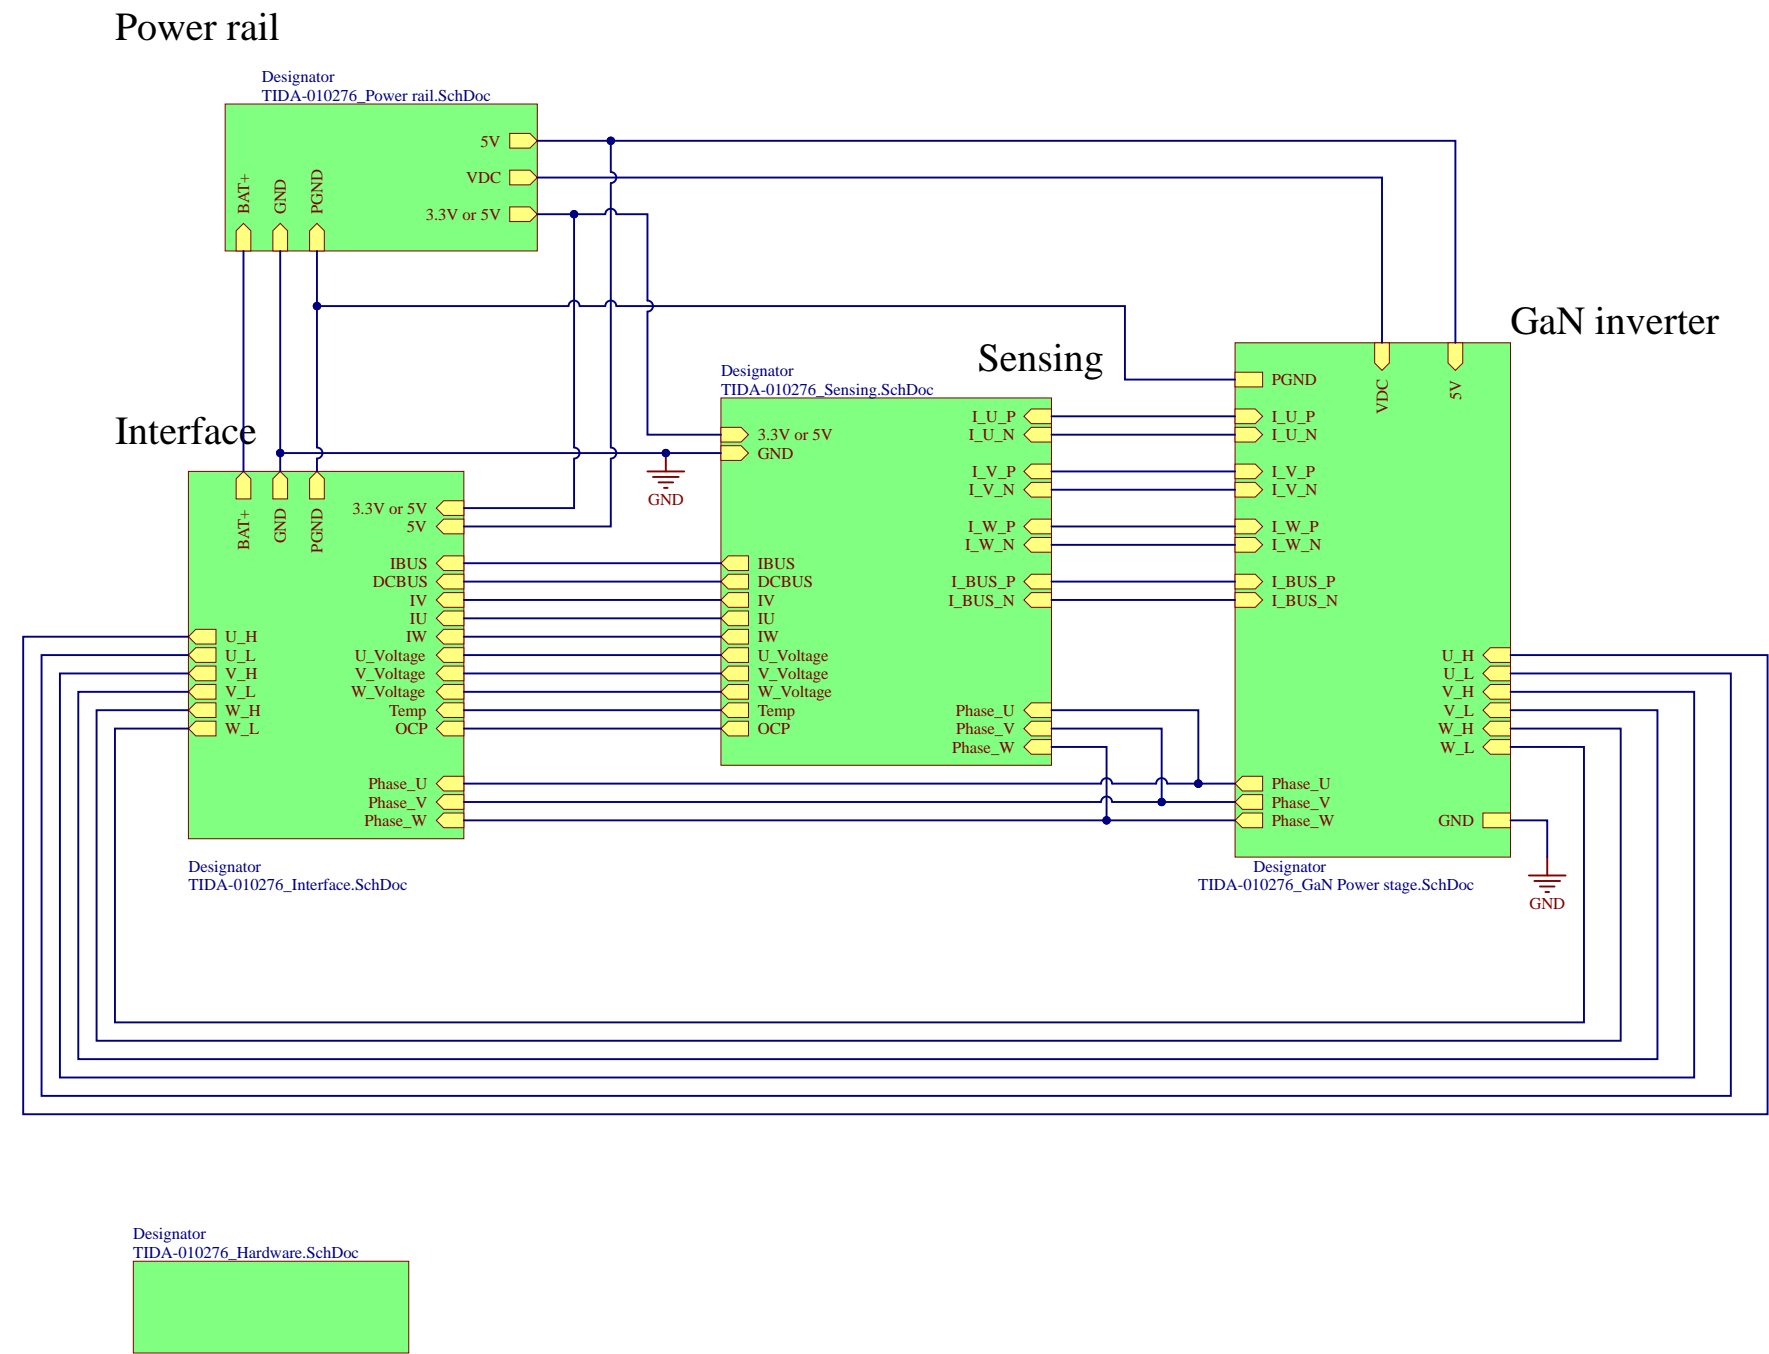 Power rail
Designator
TIDA-010276_Power rail.SchDoc
5V
VDC
3.3V or 5V
BAT+
GND
PGND
GaN inverter
Sensing
Interface
Designator
TIDA-010276_Sensing.SchDoc
3.3V or 5V
GND
GND
I_U_P
I_U_N
I_V_P
I_V_N
I_W_P
I_W_N
I_BUS_P
I_BUS_N
IBUS
DCBUS
IV
IU
IW
U_Voltage
V_Voltage
W_Voltage
Temp
OCP
Phase_U
Phase_V
Phase_W
BAT+
GND
PGND
3.3V or 5V
5V
IBUS
DCBUS
IV
IU
IW
U_Voltage
V_Voltage
W_Voltage
Temp
OCP
U_H
U_L
V_H
V_L
W_H
W_L
Phase_U
Phase_V
Phase_W
Designator
TIDA-010276_Interface.SchDoc
VDC
5V
PGND
I_U_P
I_U_N
I_V_P
I_V_N
I_W_P
I_W_N
I_BUS_P
I_BUS_N
U_H
U_L
V_H
V_L
W_H
W_L
Phase_U
Phase_V
Phase_W
GND
Designator
TIDA-010276_GaN Power stage.SchDoc
GND
Designator
TIDA-010276_Hardware.SchDoc